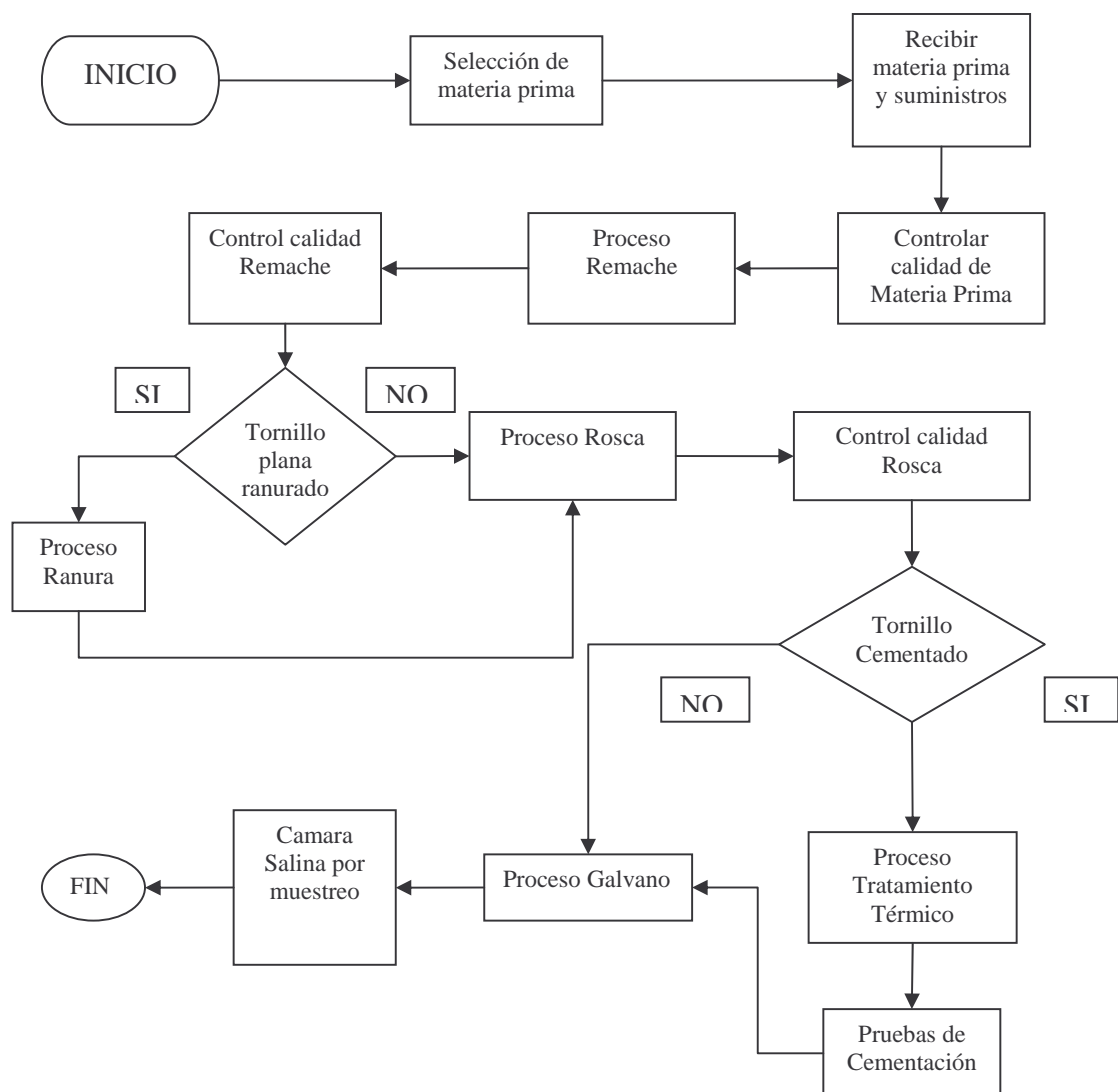 INICIO
Selección de
materia prima
Recibir
materia prima
y suministros
Control calidad
Remache
Proceso
Remache
Controlar
calidad de
Materia Prima
SI
NO
Tornillo
plana
ranurado
Proceso Rosca
Control calidad
Rosca
Proceso
Ranura
Tornillo
Cementado
NO
SI
Camara
Salina por
muestreo
FIN
Proceso Galvano
Proceso
Tratamiento
Térmico
Pruebas de
Cementación